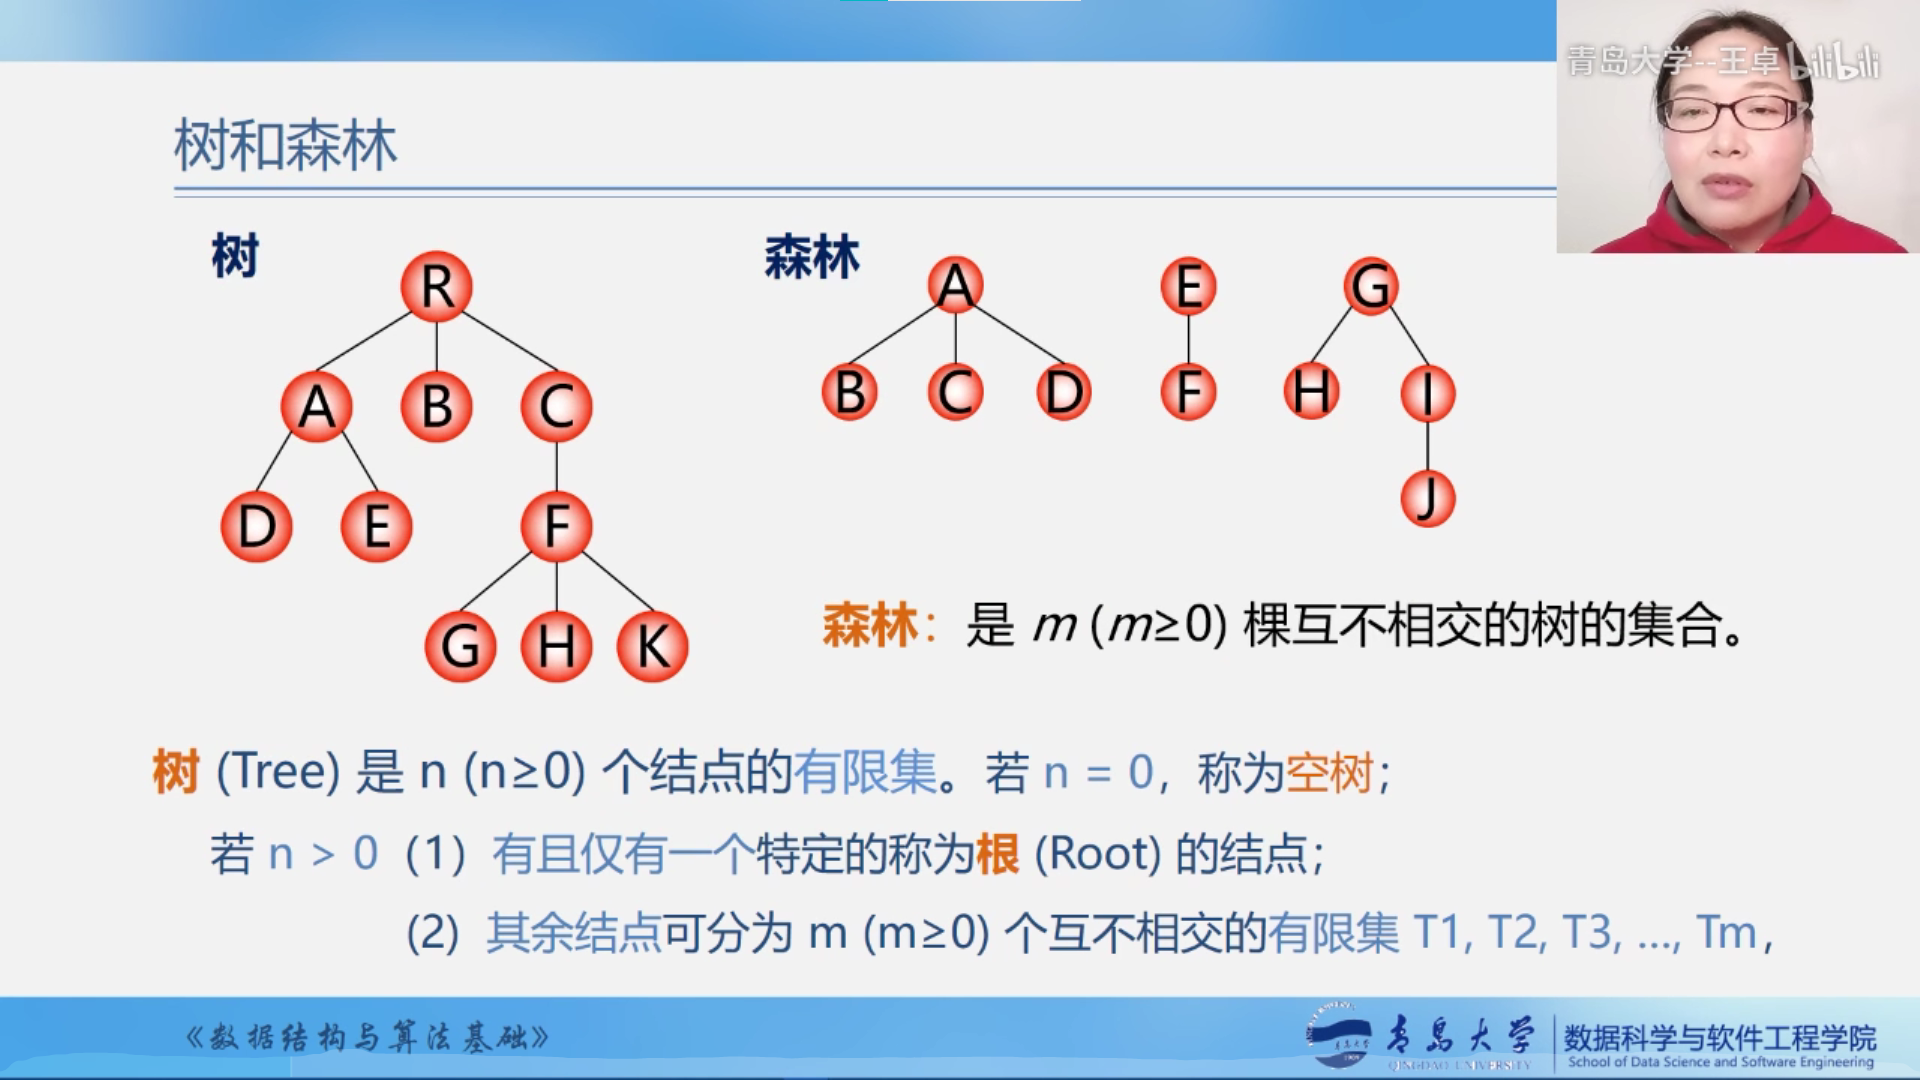 青岛大学--王卓 bilibili
树和森林
树
森林
R
A B C
D E F
G H K
A E G
B C D F H I
J
森林：是 m (m≥0) 棵互不相交的树的集合。
树 (Tree) 是 n (n≥0) 个结点的有限集。若 n = 0，称为空树；
若 n > 0（1）有且仅有一个特定的称为根 (Root) 的结点；
(2) 其余结点可分为 m (m≥0) 个互不相交的有限集 T1, T2, T3, …, Tm，
《数据结构与算法基础》
青岛大学
QINGDAO UNIVERSITY
数据科学与软件工程学院
School of Data Science and Software Engineering